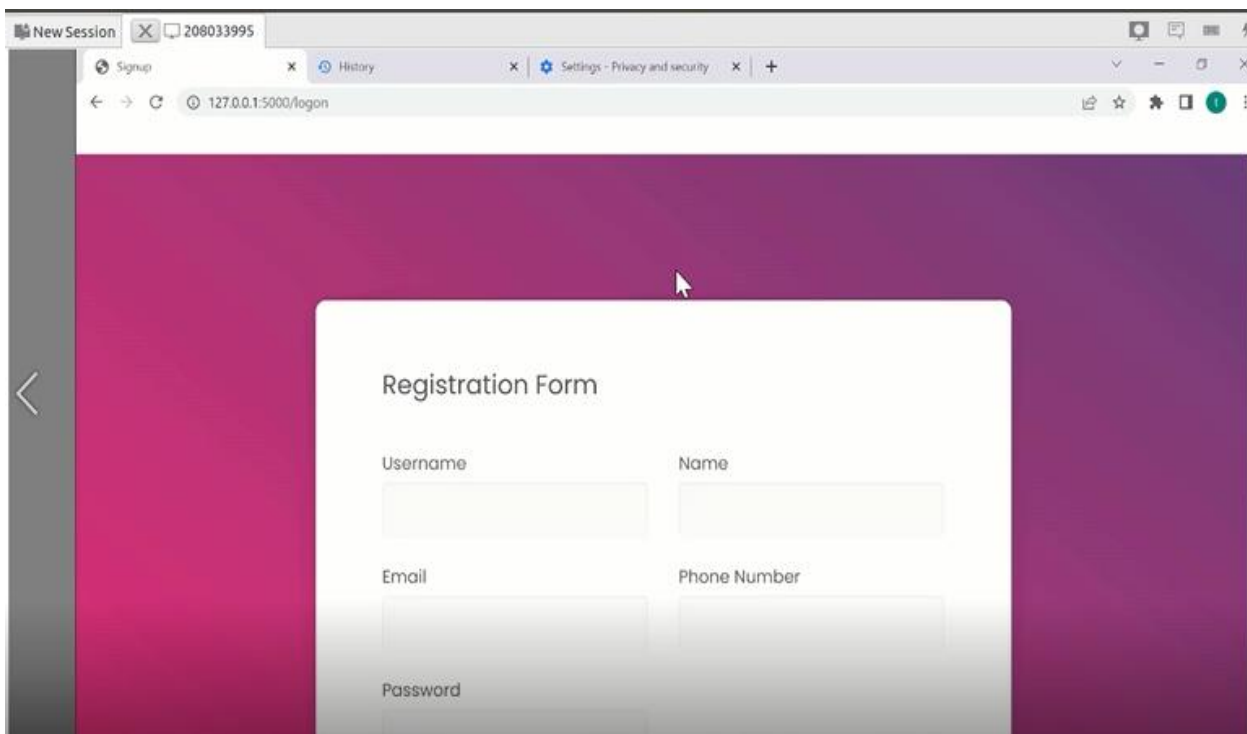 New Session 208033995
Signup History Settings - Privacy and security
127.0.0.1:5000/logon
Registration Form
Username Name
Email Phone Number
Password